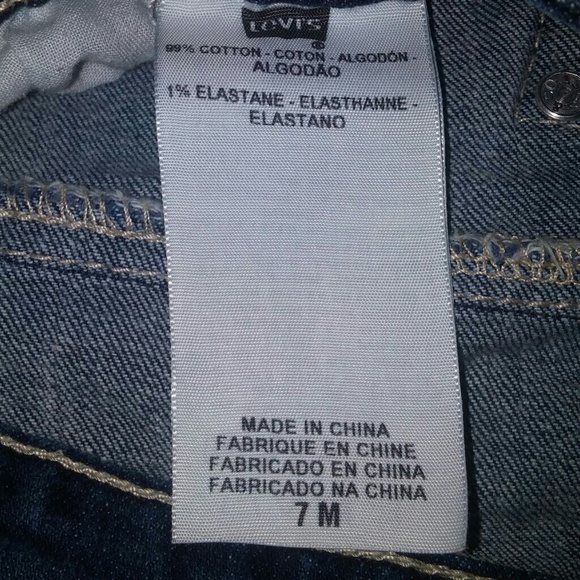 LEVI'S
®
99% COTTON - COTON - ALGODÓN -
ALGODÃO
1% ELASTANE - ELASTHANNE -
ELASTANO
MADE IN CHINA
FABRIQUE EN CHINE
FABRICADO EN CHINA
FABRICADO NA CHINA
7 M